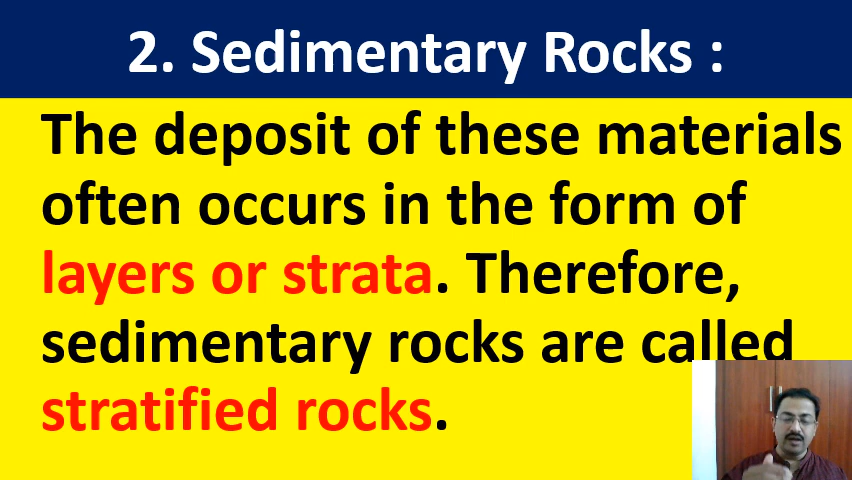 2. Sedimentary Rocks :
The deposit of these materials
often occurs in the form of
layers or strata. Therefore,
sedimentary rocks are called
stratified rocks.